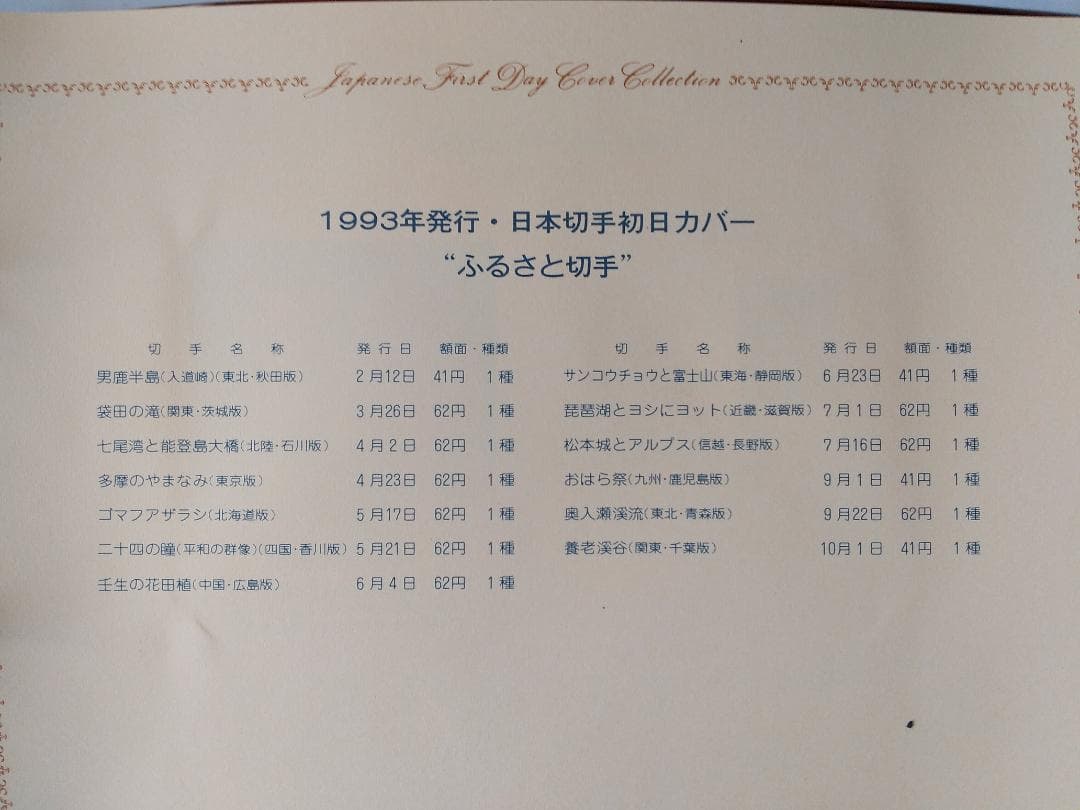 Japanese First Day Cover Collection
1993年発行・日本切手初日カバー
“ふるさと切手”
切手名称 発行日 額面・種類
男鹿半島(入道崎)(東北・秋田版) 2月12日 41円 1種
袋田の滝(関東・茨城版) 3月26日 62円 1種
七尾湾と能登島大橋(北陸・石川版) 4月2日 62円 1種
多摩のやまなみ(東京版) 4月23日 62円 1種
ゴマフアザラシ(北海道版) 5月17日 62円 1種
二十四の瞳(平和の群像)(四国・香川版) 5月21日 62円 1種
壬生の花田植(中国・広島版) 6月4日 62円 1種
切手名称 発行日 額面・種類
サンコウチョウと富士山(東海・静岡版) 6月23日 41円 1種
琵琶湖とヨシにヨット(近畿・滋賀版) 7月1日 62円 1種
松本城とアルプス(信越・長野版) 7月16日 62円 1種
おはら祭(九州・鹿児島版) 9月1日 41円 1種
奥入瀬渓流(東北・青森版) 9月22日 62円 1種
養老渓谷(関東・千葉版) 10月1日 41円 1種